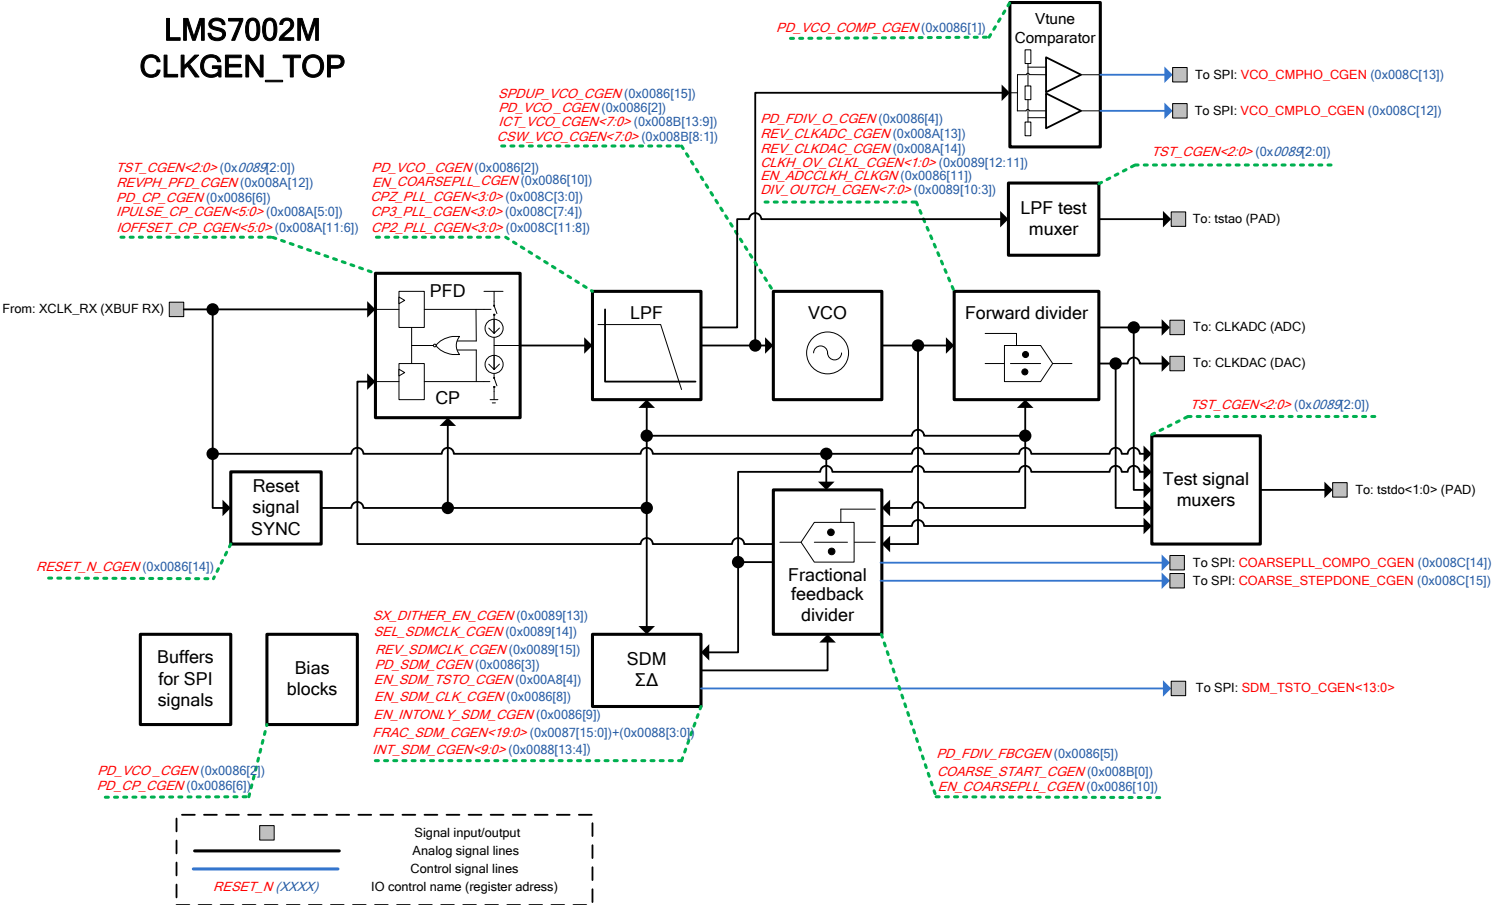 LMS7002M
CLKGEN_TOP
PD_VCO_COMP_CGEN (0x0086[1])
Vtune
Comparator
To SPI: VCO_CMPHO_CGEN (0x008C[13])
To SPI: VCO_CMPLO_CGEN (0x008C[12])
SPDUP_VCO_CGEN (0x0086[15])
PD_VCO _CGEN (0x0086[2])
ICT_VCO_CGEN<7:0> (0x008B[13:9])
CSW_VCO_CGEN<7:0> (0x008B[8:1])
PD_FDIV_O_CGEN (0x0086[4])
REV_CLKADC_CGEN (0x008A[13])
REV_CLKDAC_CGEN (0x008A[14])
CLKH_OV_CLKL_CGEN<1:0> (0x0089[12:11])
EN_ADCCLKH_CLKGN (0x0086[11])
DIV_OUTCH_CGEN<7:0> (0x0089[10:3])
TST_CGEN<2:0> (0x0089[2:0])
LPF test
muxer
To: tstao (PAD)
TST_CGEN<2:0> (0x0089[2:0])
REVPH_PFD_CGEN (0x008A[12])
PD_CP_CGEN (0x0086[6])
IPULSE_CP_CGEN<5:0> (0x008A[5:0])
IOFFSET_CP_CGEN<5:0> (0x008A[11:6])
PD_VCO_CGEN (0x0086[2])
EN_COARSEPLL_CGEN (0x0086[10])
CPZ_PLL_CGEN<3:0> (0x008C[3:0])
CP3_PLL_CGEN<3:0> (0x008C[7:4])
CP2_PLL_CGEN<3:0> (0x008C[11:8])
From: XCLK_RX (XBUF RX)
PFD
CP
LPF
VCO
Forward divider
To: CLKADC (ADC)
To: CLKDAC (DAC)
TST_CGEN<2:0> (0x0089[2:0])
Reset
signal
SYNC
Test signal
muxers
To: tstdo<1:0> (PAD)
RESET_N_CGEN (0x0086[14])
Fractional
feedback
divider
To SPI: COARSEPLL_COMPO_CGEN (0x008C[14])
To SPI: COARSE_STEPDONE_CGEN (0x008C[15])
Buffers
for SPI
signals
Bias
blocks
SX_DITHER_EN_CGEN (0x0089[13])
SEL_SDMCLK_CGEN (0x0089[14])
REV_SDMCLK_CGEN (0x0089[15])
PD_SDM_CGEN (0x0086[3])
EN_SDM_TSTO_CGEN (0x00A8[4])
EN_SDM_CLK_CGEN (0x0086[8])
EN_INTONLY_SDM_CGEN (0x0086[9])
FRAC_SDM_CGEN<19:0> (0x0087[15:0])+(0x0088[3:0])
INT_SDM_CGEN<9:0> (0x0088[13:4])
SDM
ΣΔ
To SPI: SDM_TSTO_CGEN<13:0>
PD_VCO _CGEN (0x0086[2])
PD_CP_CGEN (0x0086[6])
PD_FDIV_FBCGEN (0x0086[5])
COARSE_START_CGEN (0x008B[0])
EN_COARSEPLL_CGEN (0x0086[10])
Signal input/output
Analog signal lines
Control signal lines
RESET_N (XXXX) IO control name (register adress)